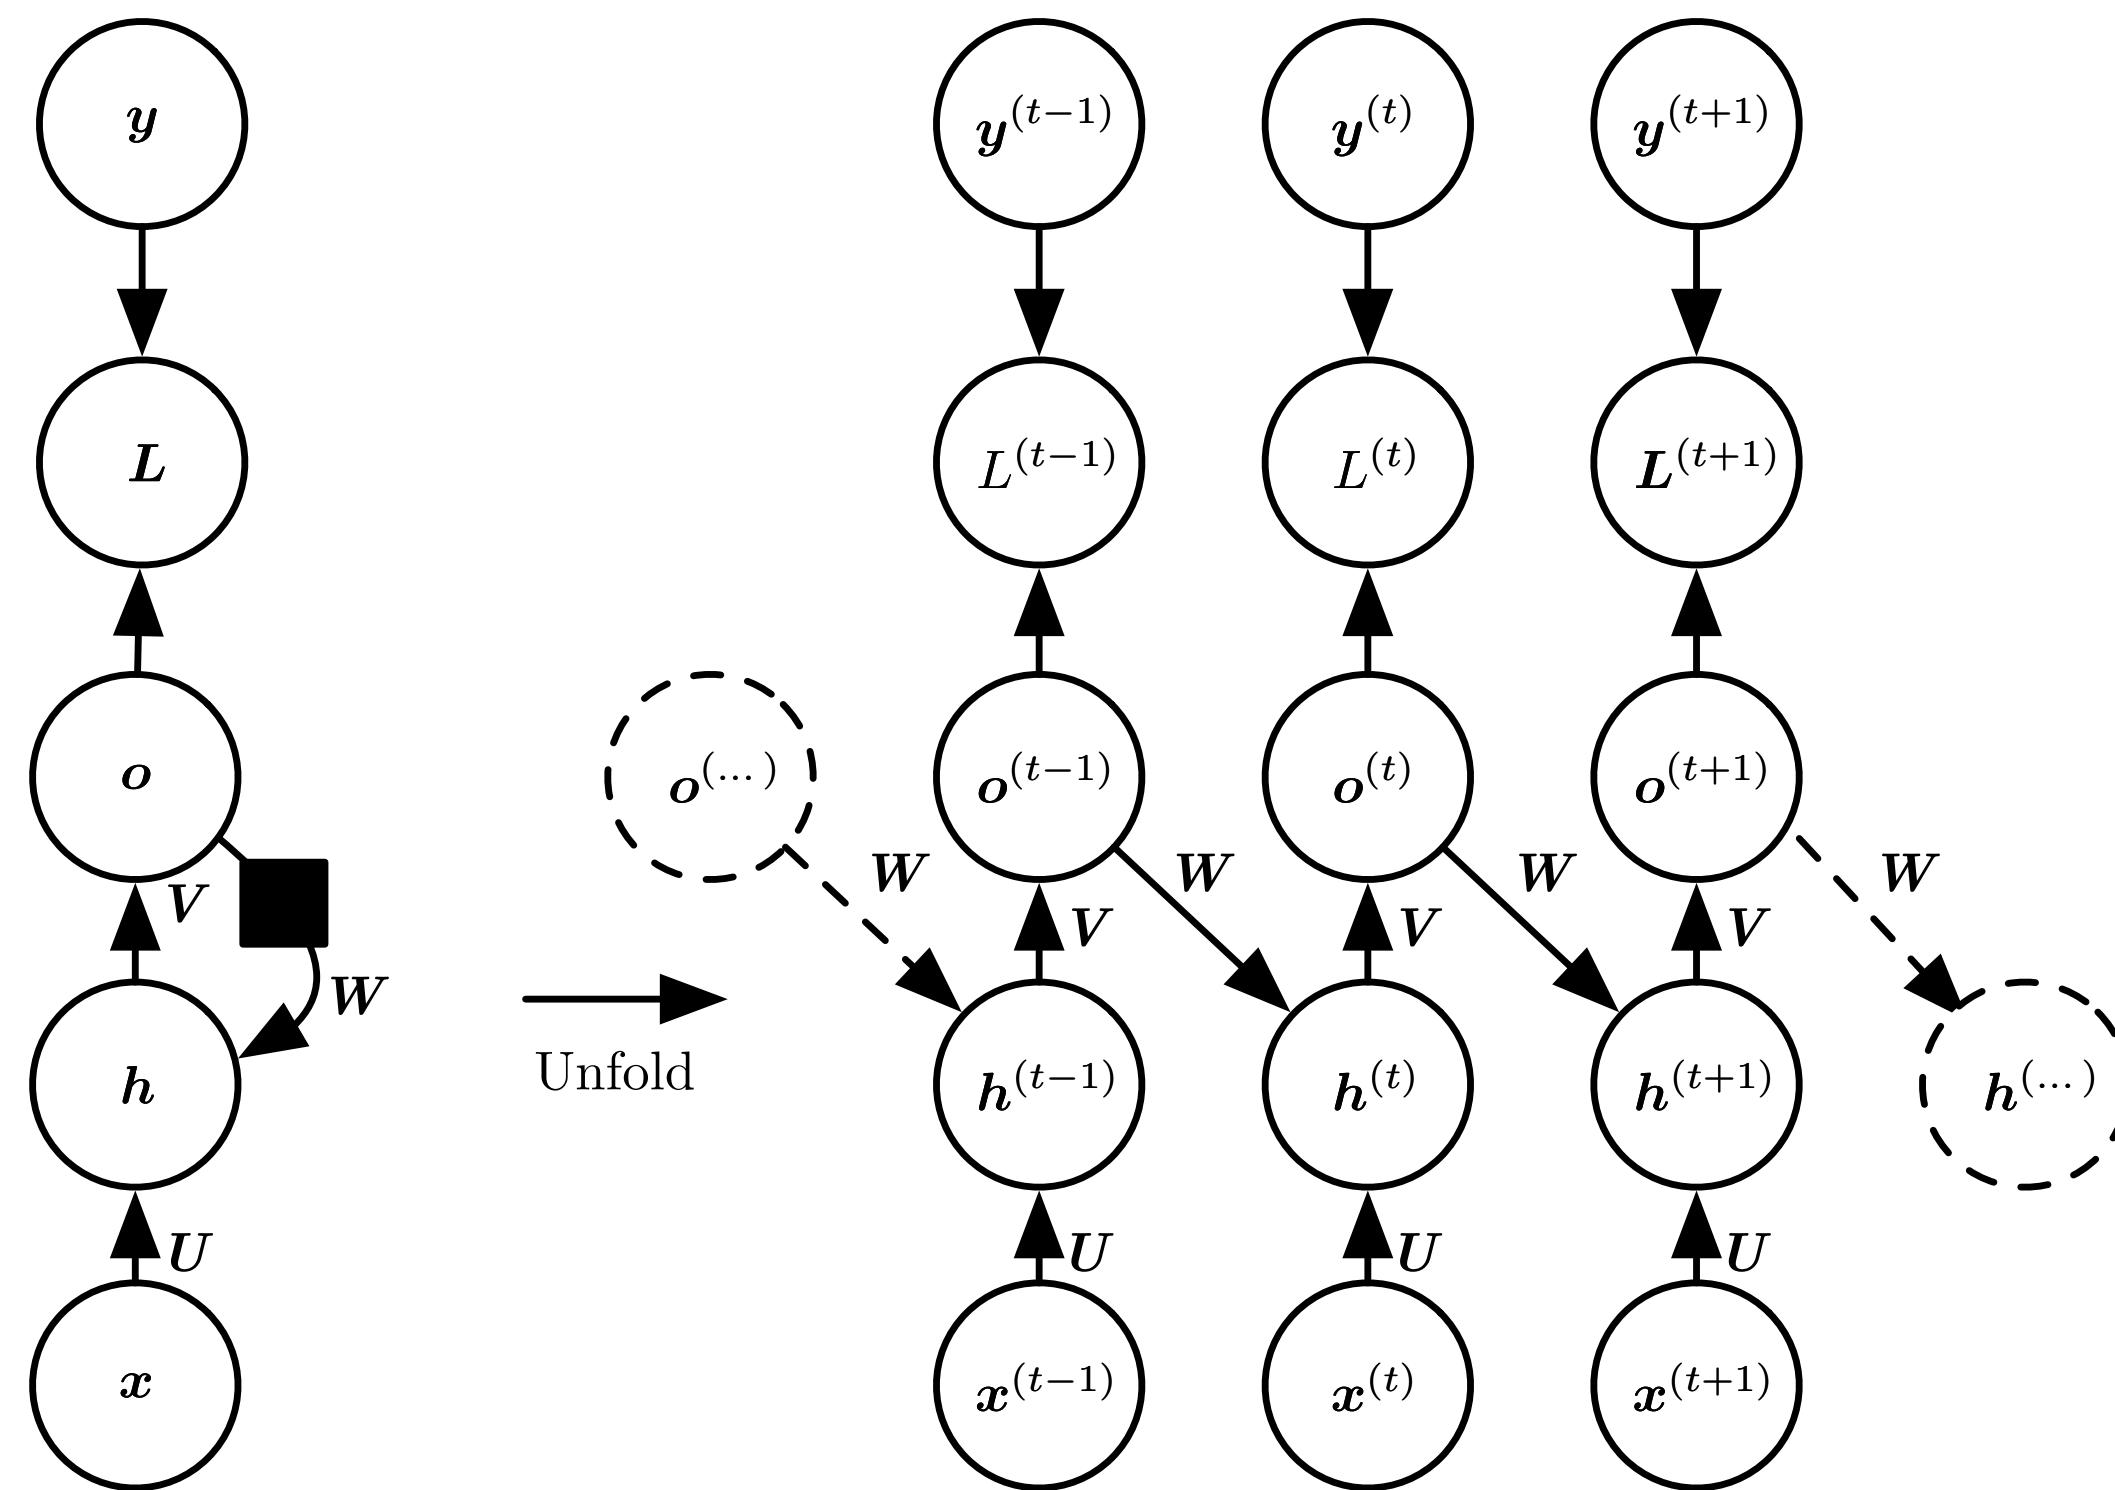 y y^(t−1) y^(t) y^(t+1)
L L^(t−1) L^(t) L^(t+1)
o o^(...) o^(t−1) o^(t) o^(t+1)
W W W W
V V V V
W
Unfold
h h^(t−1) h^(t) h^(t+1) h^(...)
U U U U
x x^(t−1) x^(t) x^(t+1)